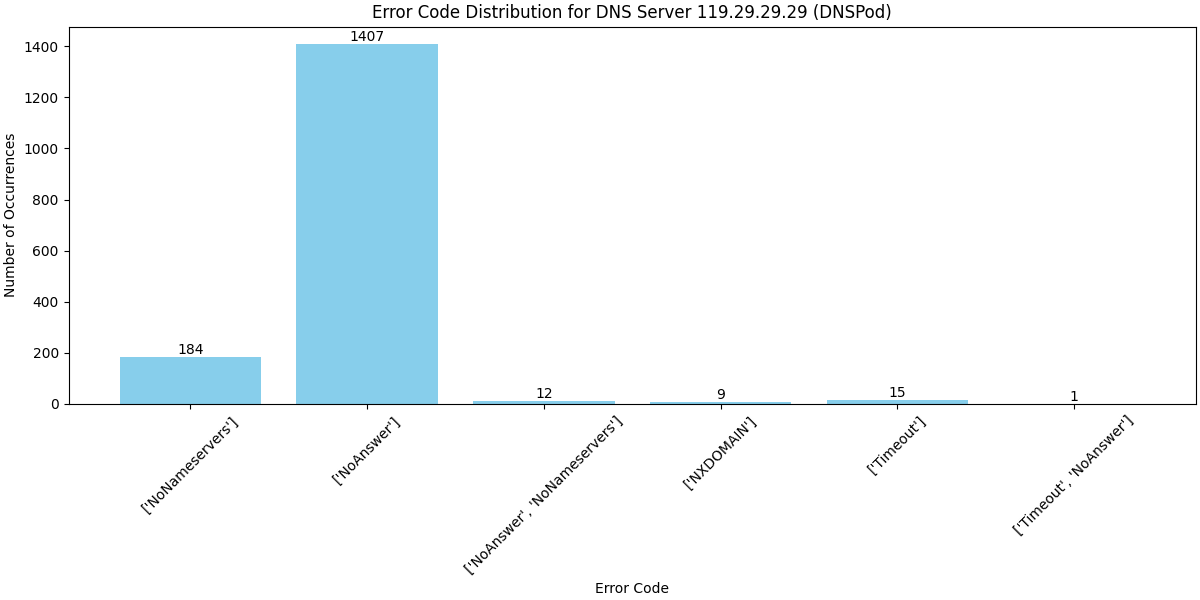 Error Code Distribution for DNS Server 119.29.29.29 (DNSPod)
Number of Occurrences
1400
1200
1000
800
600
400
200
0
184
1407
12
9
15
1
['NoNameservers']
['NoAnswer']
['NoAnswer', 'NoNameservers']
['NXDOMAIN']
['Timeout']
['Timeout', 'NoAnswer']
Error Code